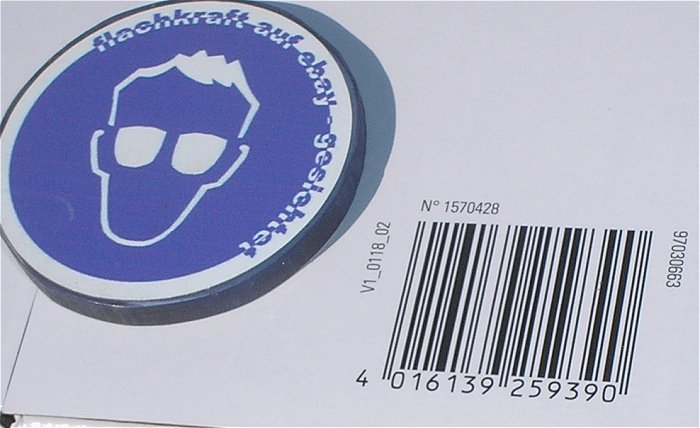 flachkraft auf ebay - gesichtet
N° 1570428
V1_0118_02
97030663
4 016139 259390